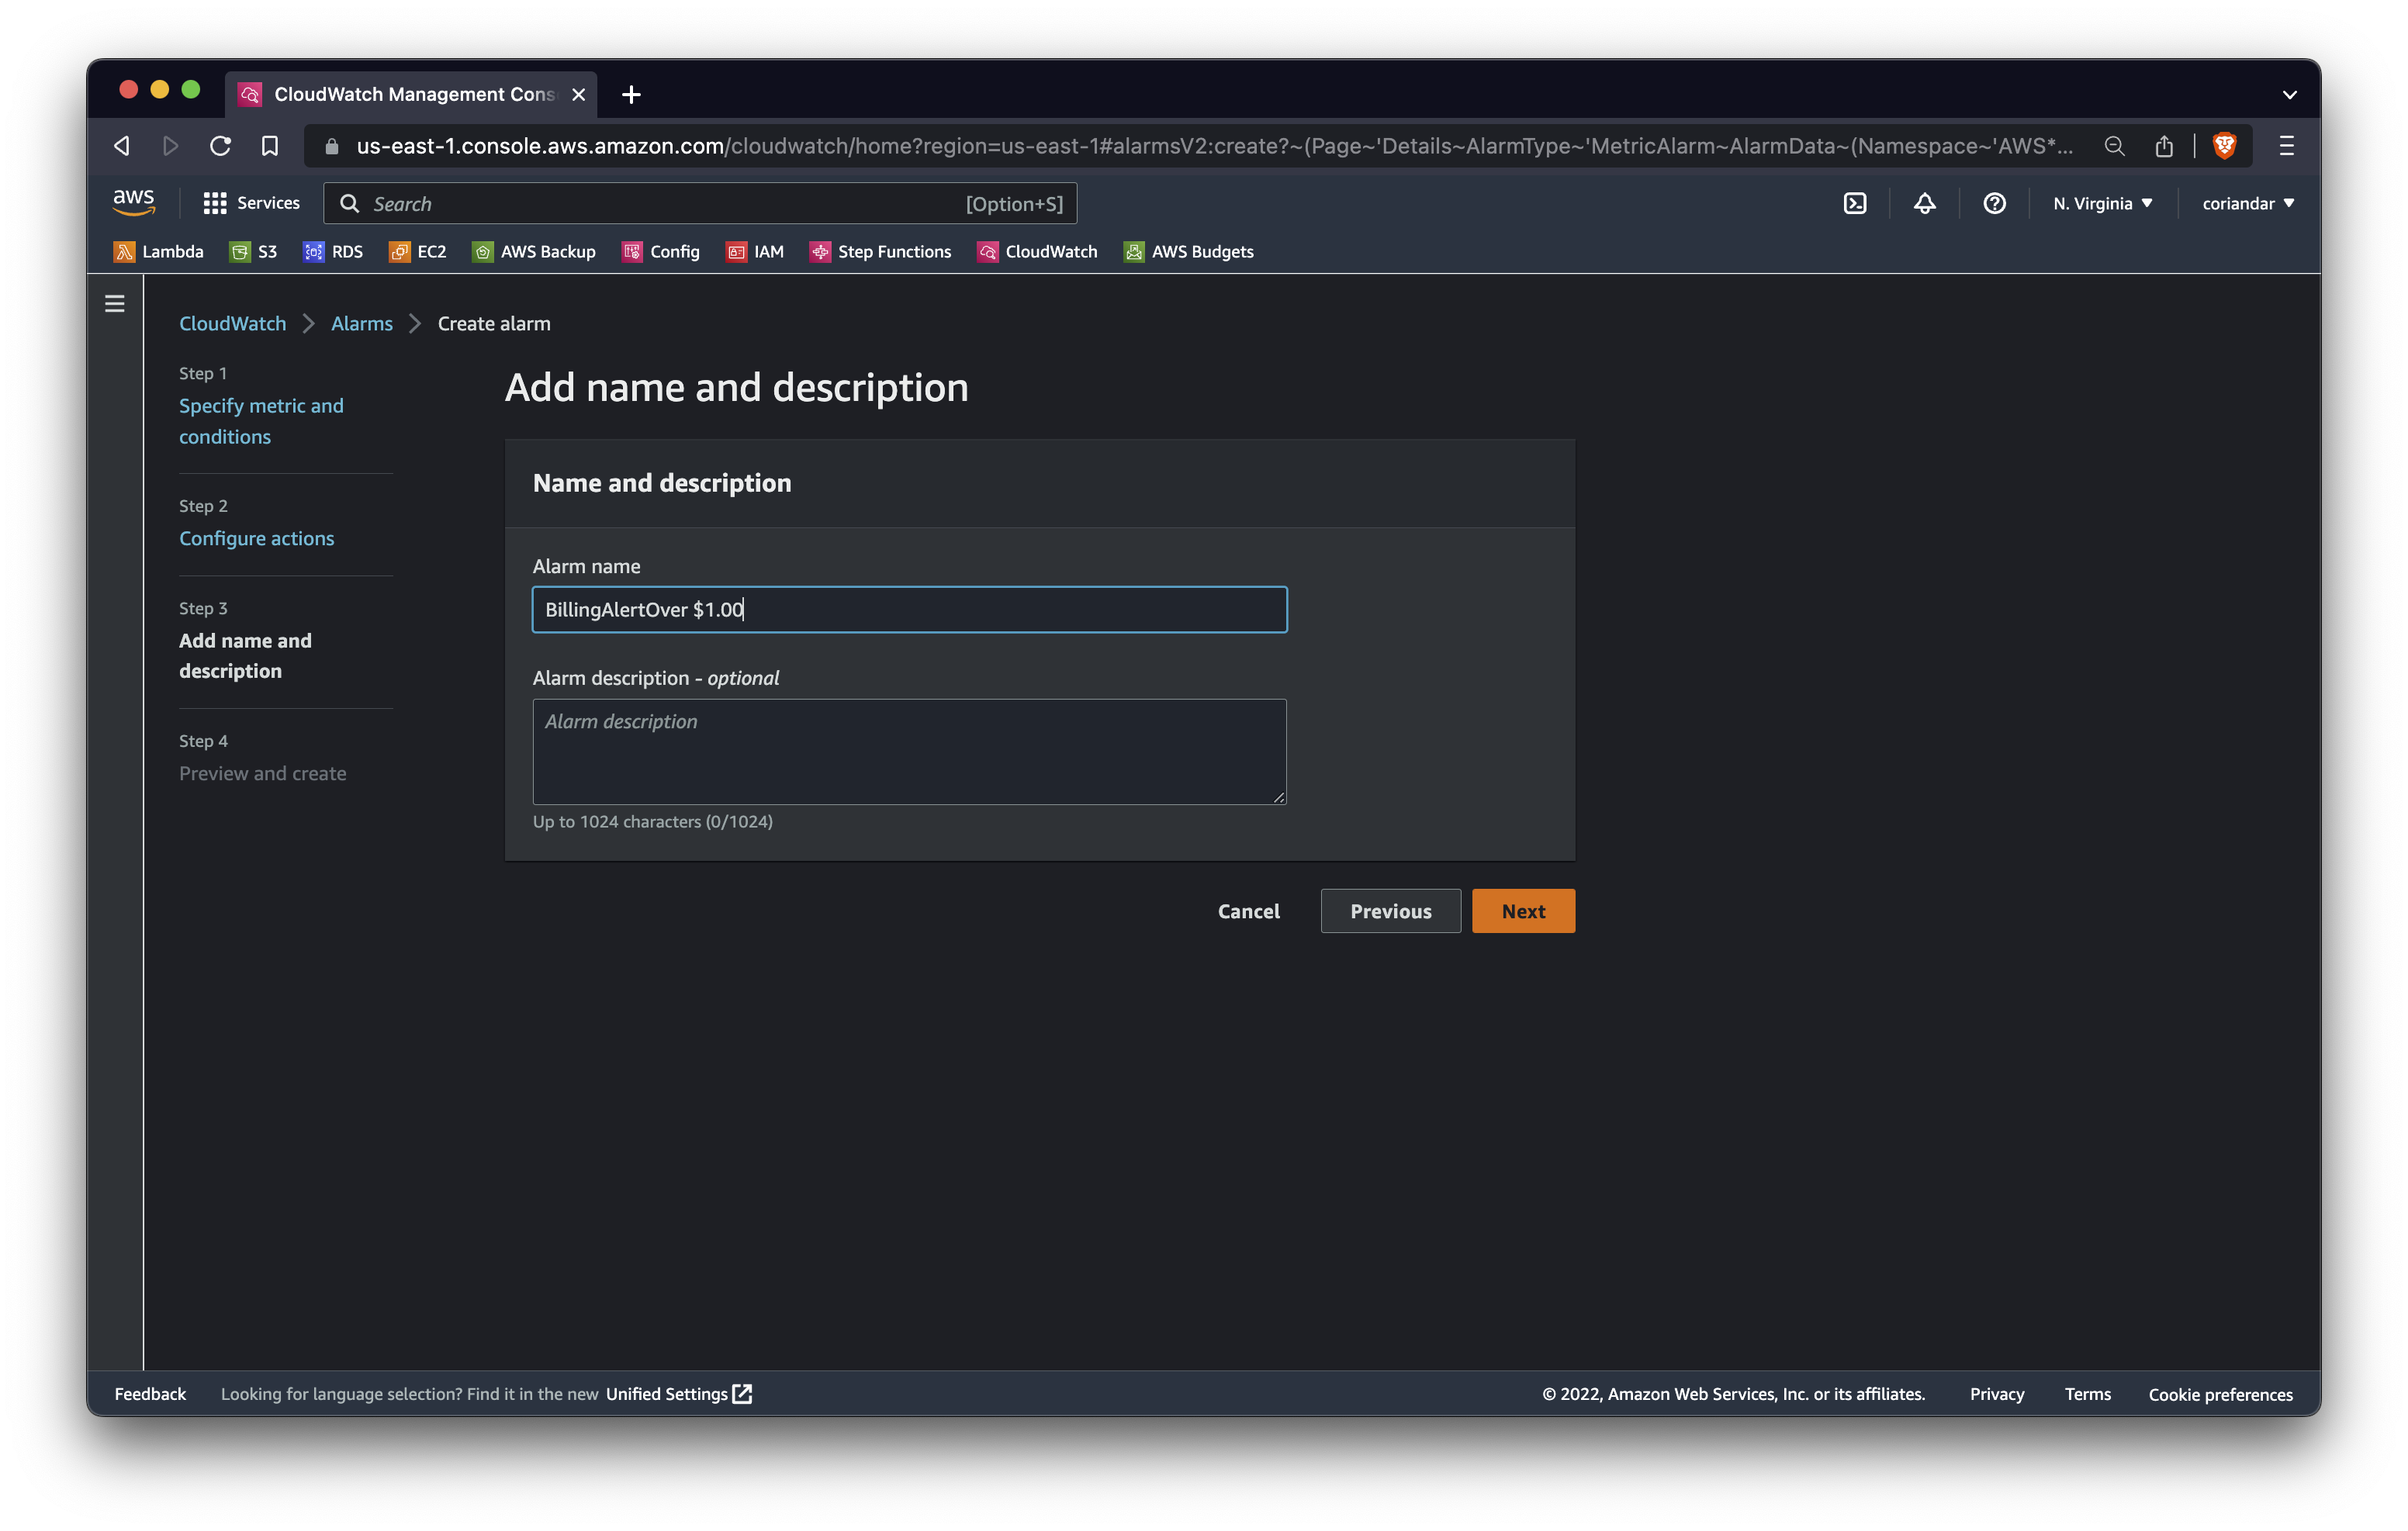 CloudWatch Management Cons
us-east-1.console.aws.amazon.com/cloudwatch/home?region=us-east-1#alarmsV2:create?~(Page~'Details~AlarmType~'MetricAlarm~AlarmData~(Namespace~'AWS*...
aws Services Search [Option+S] N. Virginia coriandar
Lambda S3 RDS EC2 AWS Backup Config IAM Step Functions CloudWatch AWS Budgets
CloudWatch Alarms Create alarm
Step 1
Specify metric and
conditions
Step 2
Configure actions
Step 3
Add name and
description
Step 4
Preview and create
Add name and description
Name and description
Alarm name
BillingAlertOver $1.00
Alarm description - optional
Alarm description
Up to 1024 characters (0/1024)
Cancel Previous Next
Feedback Looking for language selection? Find it in the new Unified Settings © 2022, Amazon Web Services, Inc. or its affiliates. Privacy Terms Cookie preferences